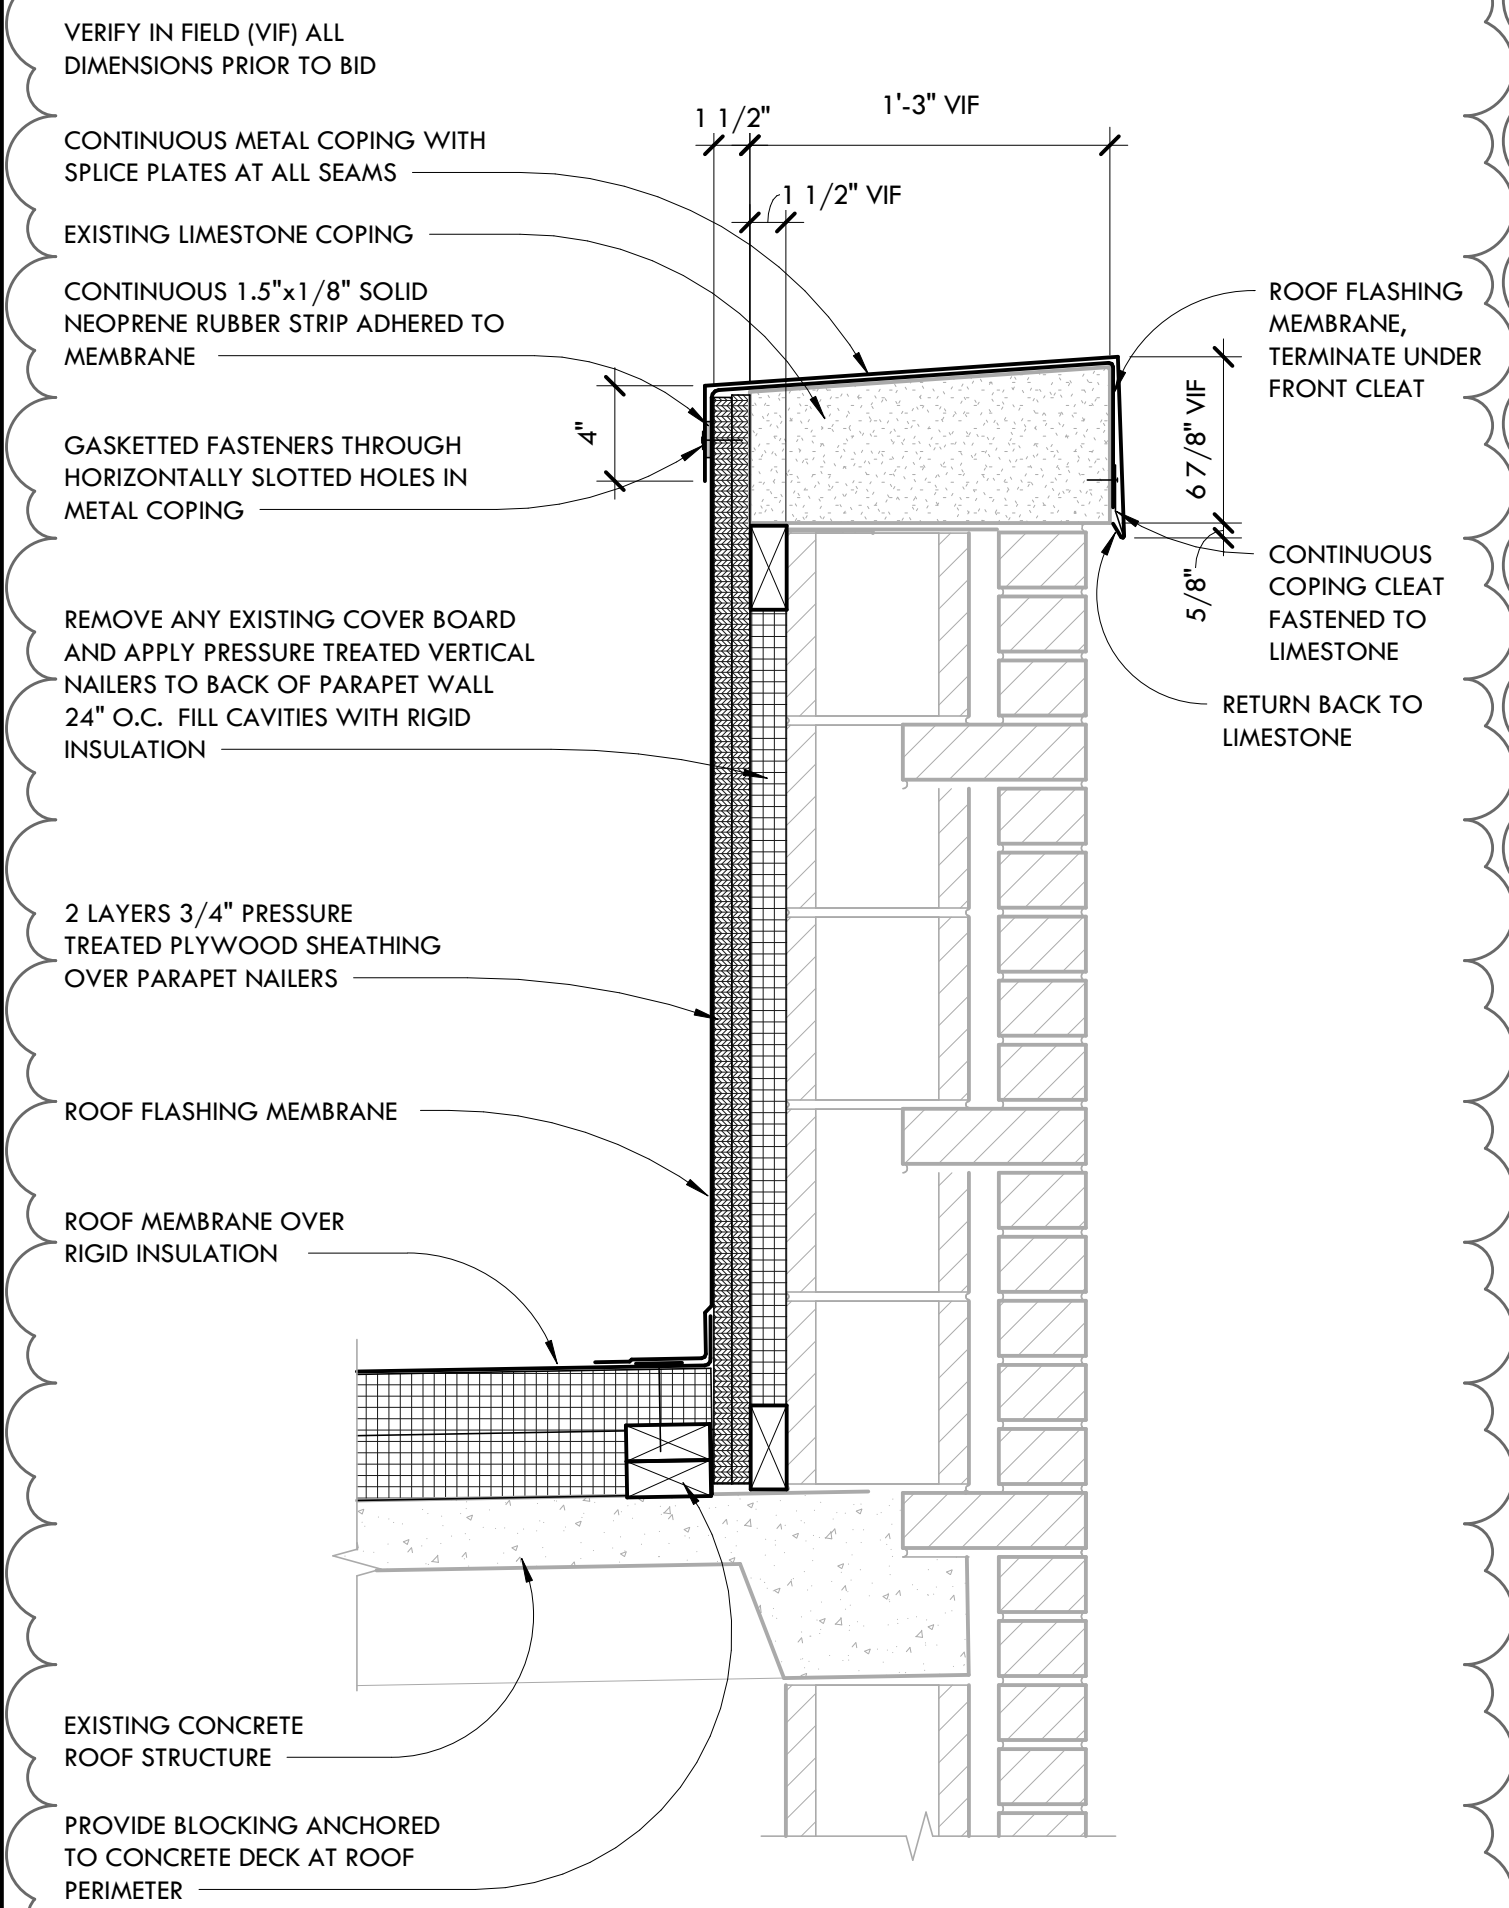 VERIFY IN FIELD (VIF) ALL
DIMENSIONS PRIOR TO BID
1 1/2"
1'-3" VIF
CONTINUOUS METAL COPING WITH
SPLICE PLATES AT ALL SEAMS
1 1/2" VIF
EXISTING LIMESTONE COPING
CONTINUOUS 1.5"x1/8" SOLID
NEOPRENE RUBBER STRIP ADHERED TO
MEMBRANE
ROOF FLASHING
MEMBRANE,
TERMINATE UNDER
FRONT CLEAT
4"
6 7/8" VIF
GASKETTED FASTENERS THROUGH
HORIZONTALLY SLOTTED HOLES IN
METAL COPING
5/8"
CONTINUOUS
COPING CLEAT
FASTENED TO
LIMESTONE
REMOVE ANY EXISTING COVER BOARD
AND APPLY PRESSURE TREATED VERTICAL
NAILERS TO BACK OF PARAPET WALL
24" O.C. FILL CAVITIES WITH RIGID
INSULATION
RETURN BACK TO
LIMESTONE
2 LAYERS 3/4" PRESSURE
TREATED PLYWOOD SHEATHING
OVER PARAPET NAILERS
ROOF FLASHING MEMBRANE
ROOF MEMBRANE OVER
RIGID INSULATION
EXISTING CONCRETE
ROOF STRUCTURE
PROVIDE BLOCKING ANCHORED
TO CONCRETE DECK AT ROOF
PERIMETER